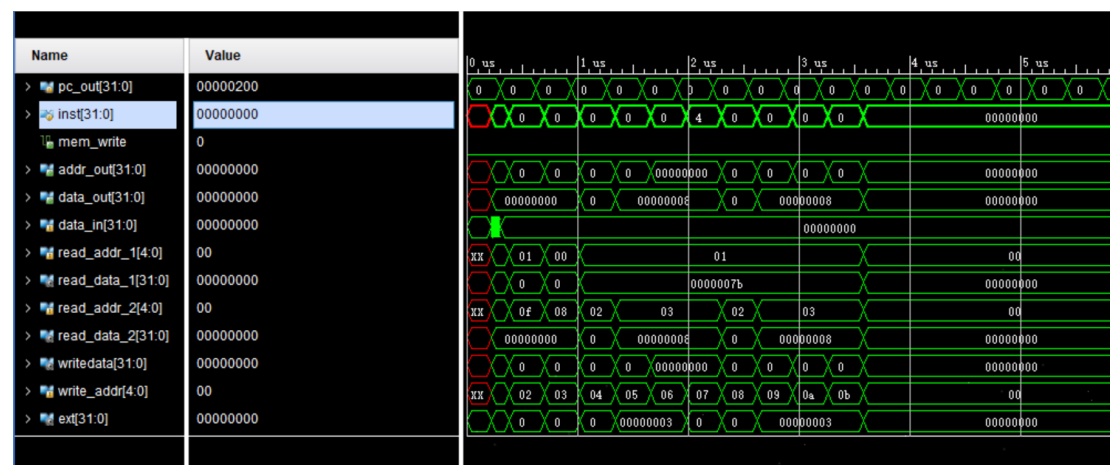 Name Value
0 us 1 us 2 us 3 us 4 us 5 us
pc_out[31:0] 00000200 0 0 0 0 0 0 0 0 0 0 0 0 0 0 0 0 0
inst[31:0] 00000000 0 0 0 0 0 4 0 0 0 0 00000000
mem_write 0
addr_out[31:0] 00000000 0 0 0 0 00000000 0 0 0 0 00000000
data_out[31:0] 00000000 00000000 0 00000008 0 00000008 00000000
data_in[31:0] 00000000 00000000
read_addr_1[4:0] 00 XX 01 00 01 00
read_data_1[31:0] 00000000 0 0 0000007b 00000000
read_addr_2[4:0] 00 XX 0f 08 02 03 02 03 00
read_data_2[31:0] 00000000 00000000 0 00000008 0 00000008 00000000
writedata[31:0] 00000000 0 0 0 0 00000000 0 0 0 0 00000000
write_addr[4:0] 00 XX 02 03 04 05 06 07 08 09 0a 0b 00
ext[31:0] 00000000 0 0 0 00000003 0 0 00000003 00000000